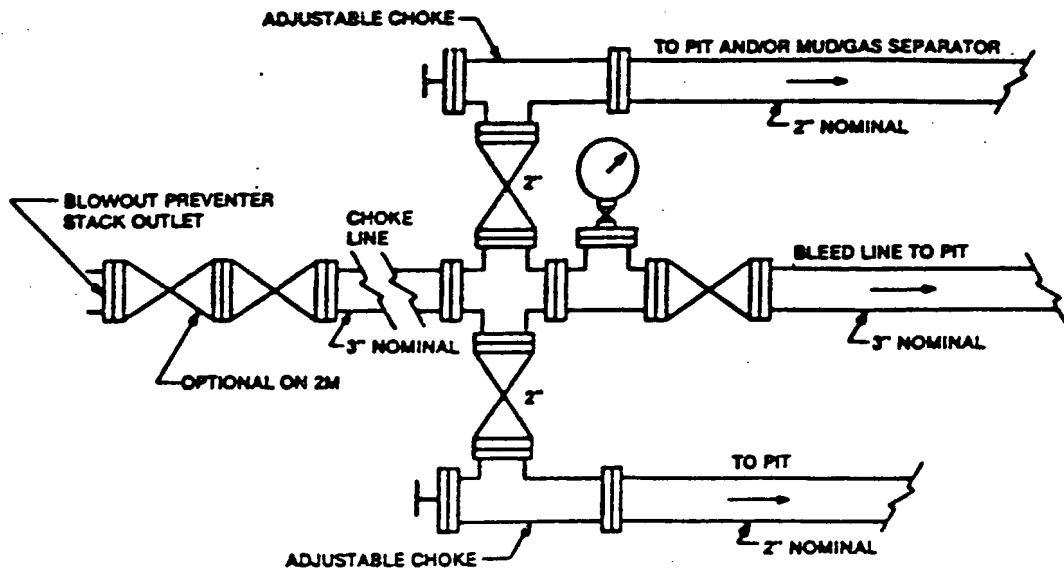 ADJUSTABLE CHOKE
TO PIT AND/OR MUD/GAS SEPARATOR
2" NOMINAL
2"
BLOWOUT PREVENTER
STACK OUTLET
CHOKE
LINE
BLEED LINE TO PIT
3" NOMINAL
3" NOMINAL
OPTIONAL ON 2M
2"
TO PIT
2" NOMINAL
ADJUSTABLE CHOKE